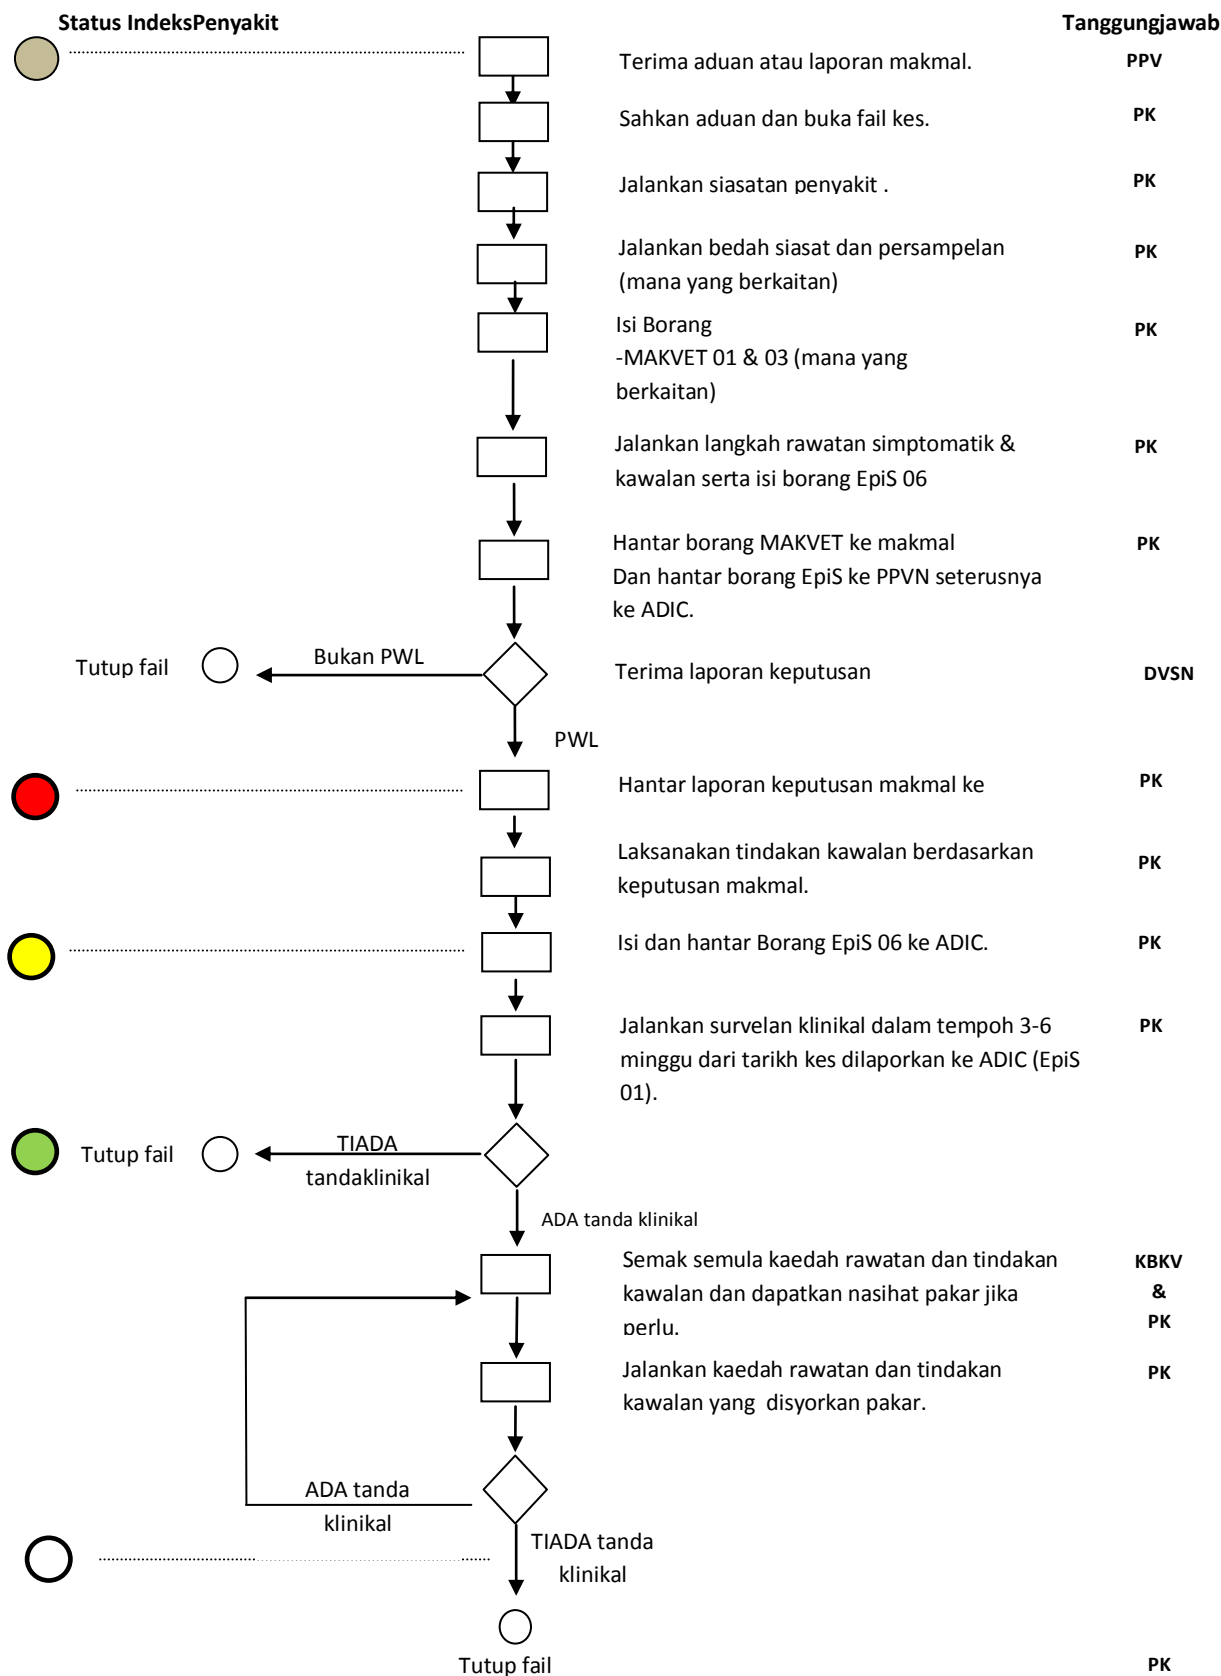 Status IndeksPenyakit
Tanggungjawab
Terima aduan atau laporan makmal.
PPV
Sahkan aduan dan buka fail kes.
PK
Jalankan siasatan penyakit .
PK
Jalankan bedah siasat dan persampelan
(mana yang berkaitan)
PK
Isi Borang
-MAKVET 01 & 03 (mana yang
berkaitan)
PK
Jalankan langkah rawatan simptomatik &
kawalan serta isi borang EpiS 06
PK
Hantar borang MAKVET ke makmal
Dan hantar borang EpiS ke PPVN seterusnya
ke ADIC.
PK
Tutup fail
Bukan PWL
Terima laporan keputusan
DVSN
PWL
Hantar laporan keputusan makmal ke
PK
Laksanakan tindakan kawalan berdasarkan
keputusan makmal.
PK
Isi dan hantar Borang EpiS 06 ke ADIC.
PK
Jalankan survelan klinikal dalam tempoh 3-6
minggu dari tarikh kes dilaporkan ke ADIC (EpiS
01).
PK
Tutup fail
TIADA
tandaklinikal
ADA tanda klinikal
Semak semula kaedah rawatan dan tindakan
kawalan dan dapatkan nasihat pakar jika
perlu.
KBKV
&
PK
Jalankan kaedah rawatan dan tindakan
kawalan yang  disyorkan pakar.
PK
ADA tanda
klinikal
TIADA tanda
klinikal
Tutup fail
PK